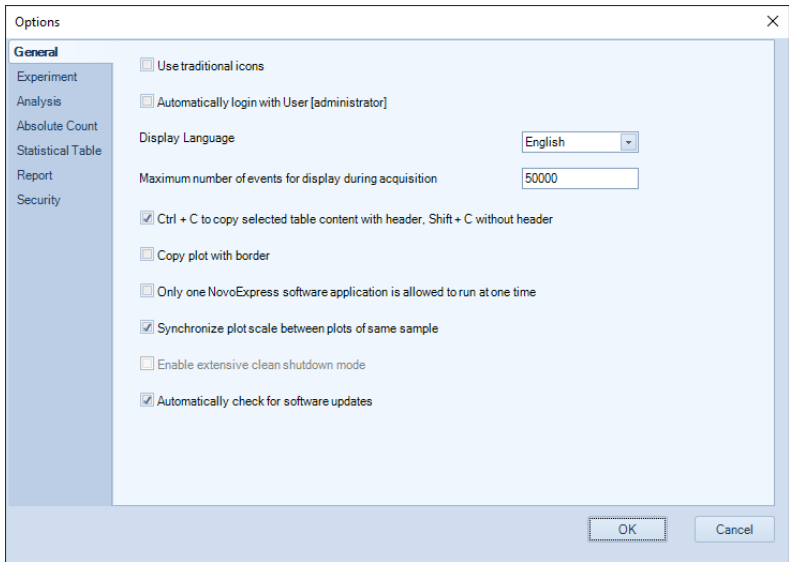 Options
General
Experiment
Analysis
Absolute Count
Statistical Table
Report
Security
Use traditional icons
Automatically login with User [administrator]
Display Language
English
Maximum number of events for display during acquisition
50000
Ctrl + C to copy selected table content with header, Shift + C without header
Copy plot with border
Only one NovoExpress software application is allowed to run at one time
Synchronize plot scale between plots of same sample
Enable extensive clean shutdown mode
Automatically check for software updates
OK
Cancel